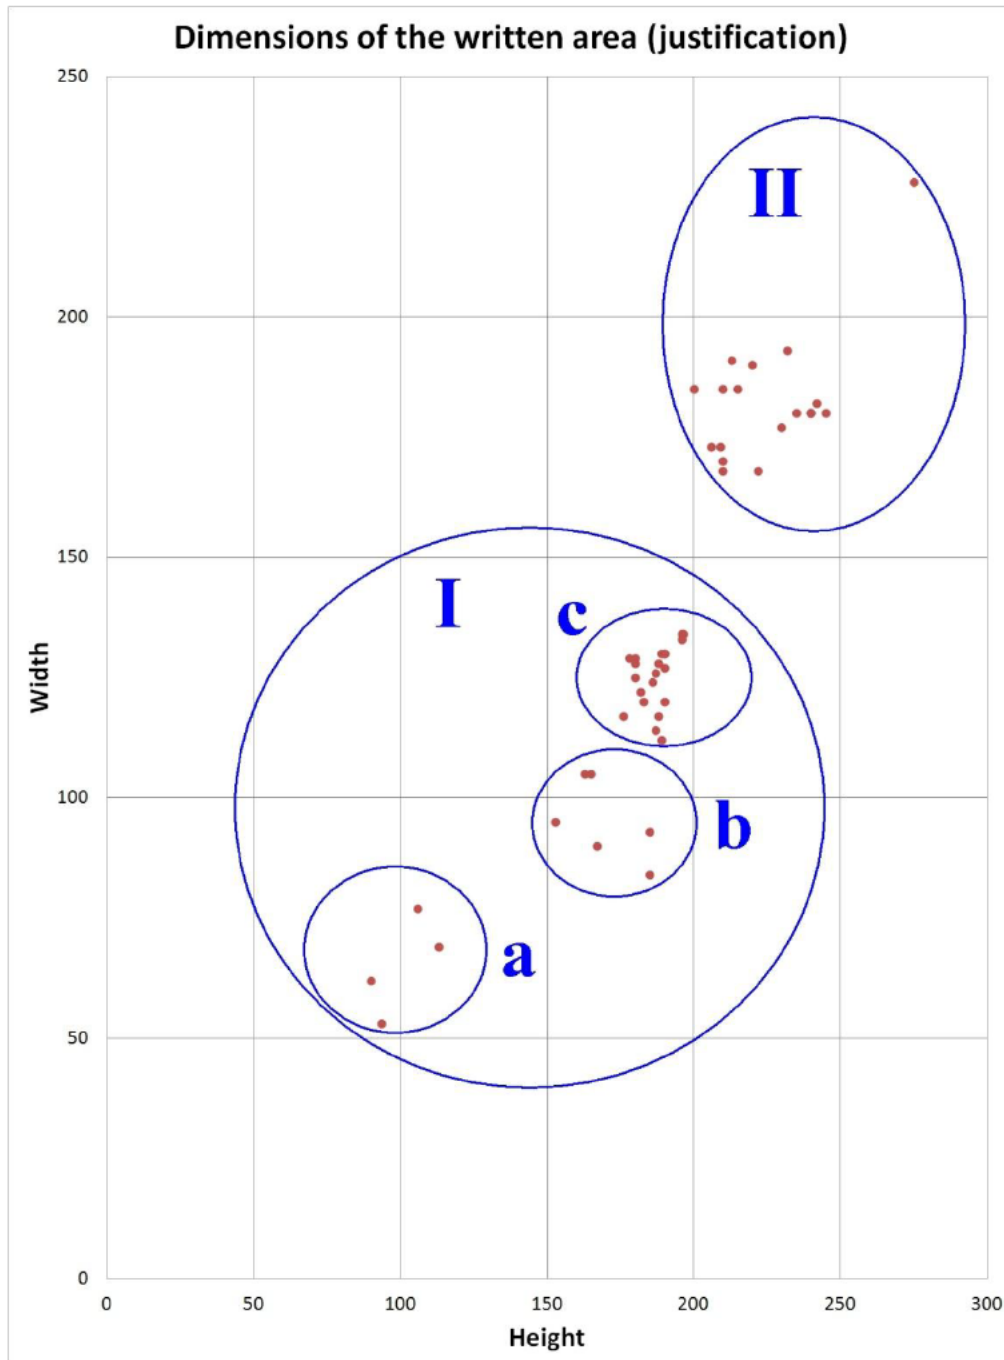 Dimensions of the written area (justification)
250
II
200
150
I
c
Width
100
b
a
50
0
0 50 100 150 200 250 300
Height